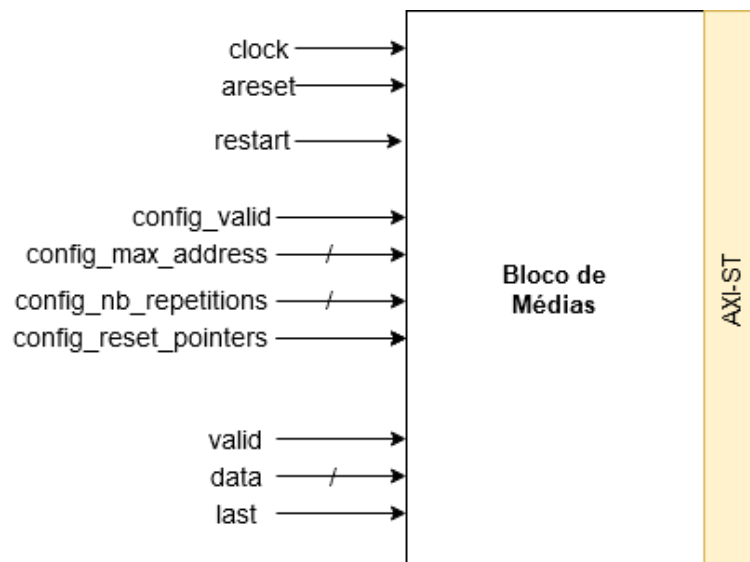 clock
areset
restart
config_valid
config_max_address
config_nb_repetitions
config_reset_pointers
valid
data
last
Bloco de
Médias
AXI-ST